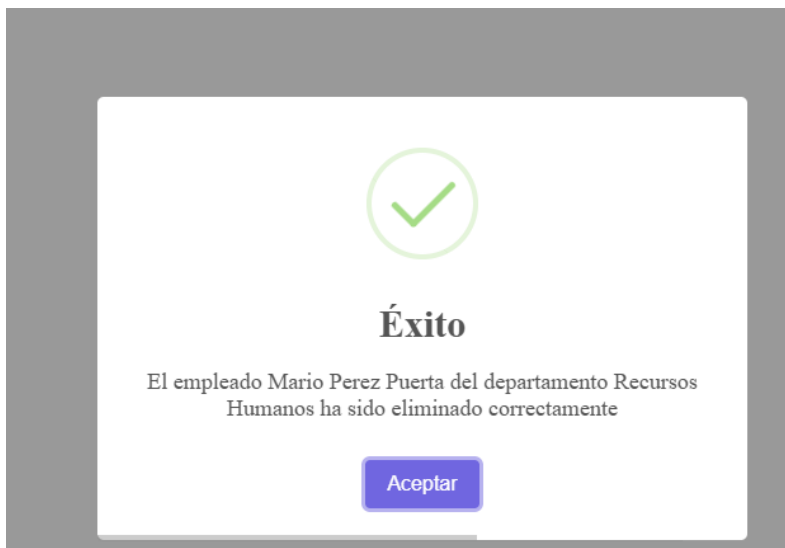 Éxito
El empleado Mario Perez Puerta del departamento Recursos
Humanos ha sido eliminado correctamente
Aceptar